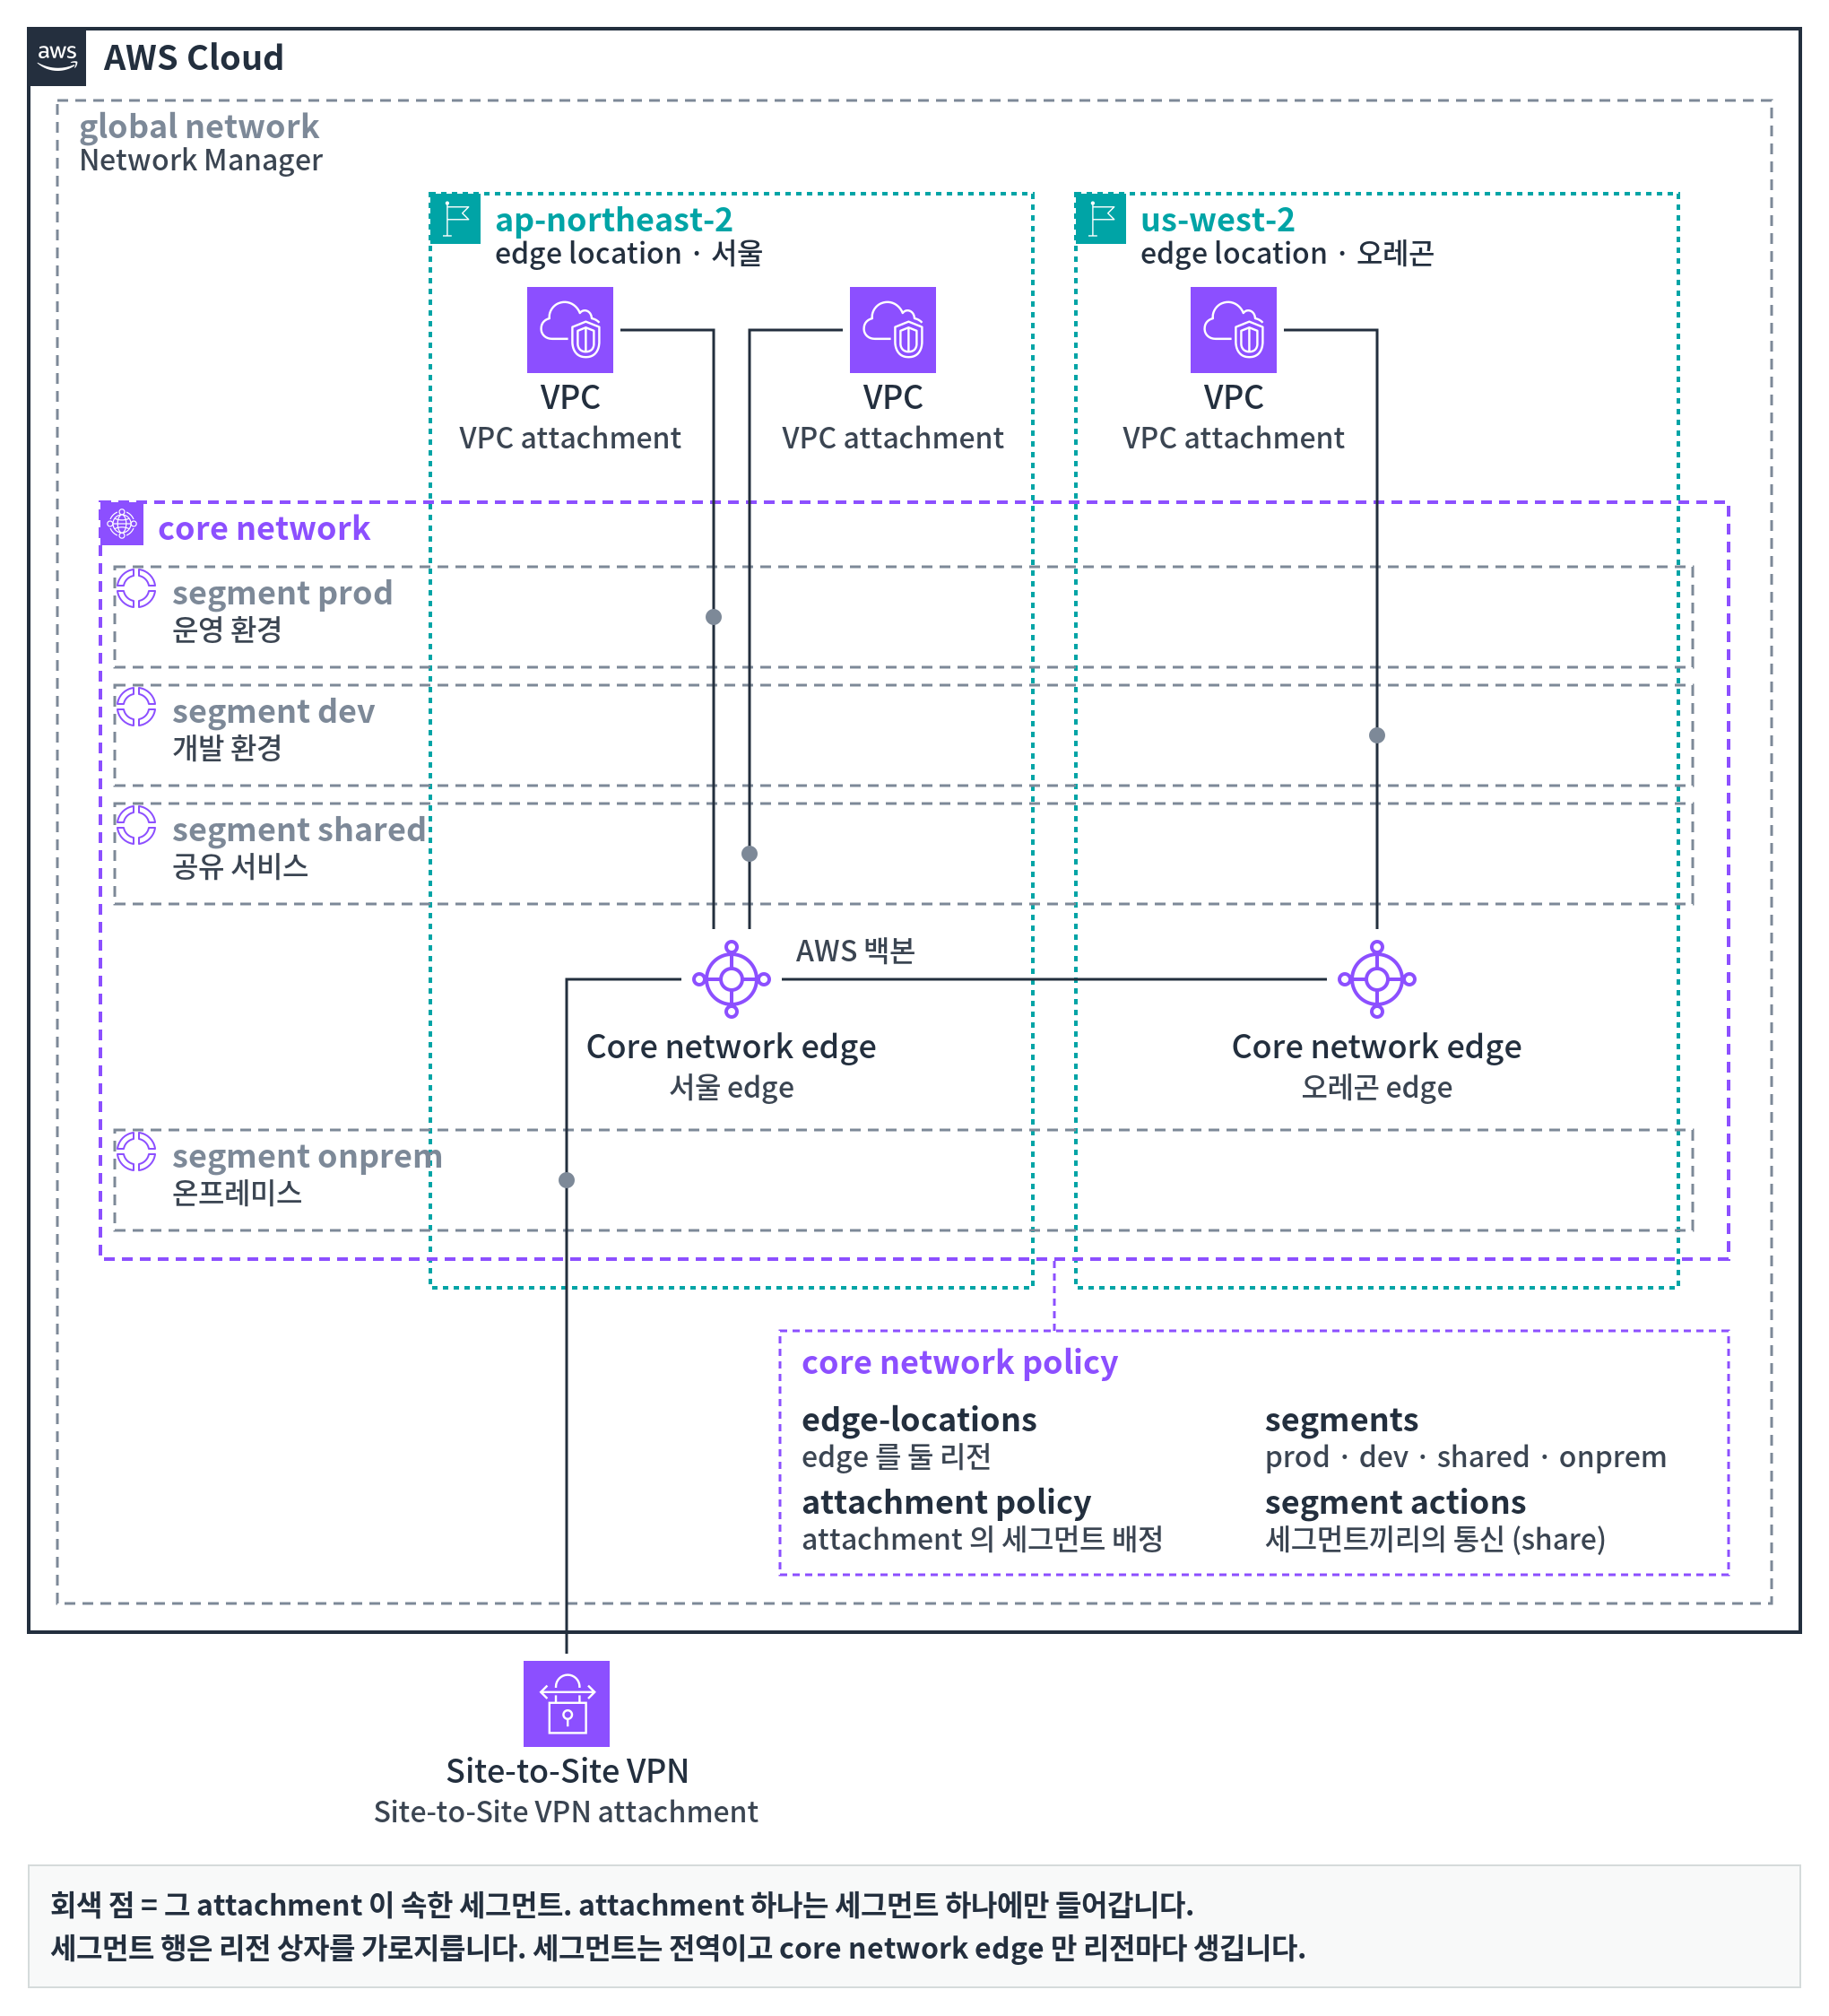 aws
AWS Cloud
global network
Network Manager
ap-northeast-2
edge location · 서울
us-west-2
edge location · 오레곤
VPC
VPC attachment
VPC
VPC attachment
VPC
VPC attachment
core network
segment prod
운영 환경
segment dev
개발 환경
segment shared
공유 서비스
AWS 백본
Core network edge
서울 edge
Core network edge
오레곤 edge
segment onprem
온프레미스
core network policy
edge-locations
edge 를 둘 리전
segments
prod · dev · shared · onprem
attachment policy
attachment 의 세그먼트 배정
segment actions
세그먼트끼리의 통신 (share)
Site-to-Site VPN
Site-to-Site VPN attachment
회색 점 = 그 attachment 이 속한 세그먼트. attachment 하나는 세그먼트 하나에만 들어갑니다.
세그먼트 행은 리전 상자를 가로지릅니다. 세그먼트는 전역이고 core network edge 만 리전마다 생깁니다.